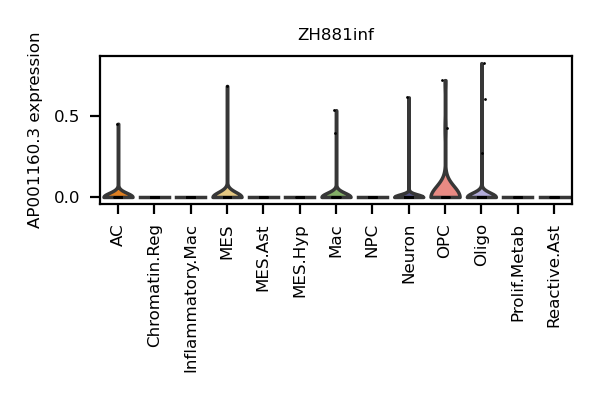 ZH881inf
AP001160.3 expression
0.5
0.0
AC
Chromatin.Reg
Inflammatory.Mac
MES
MES.Ast
MES.Hyp
Mac
NPC
Neuron
OPC
Oligo
Prolif.Metab
Reactive.Ast